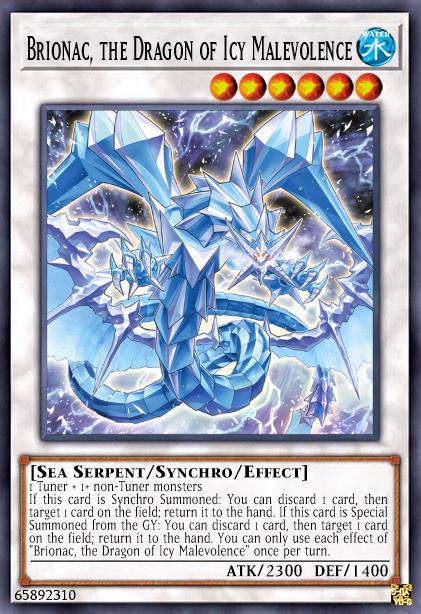 Brionac, the Dragon of Icy Malevolence
WATER
水
[Sea Serpent/Synchro/Effect]
1 Tuner + 1+ non-Tuner monsters
If this card is Synchro Summoned: You can discard 1 card, then
target 1 card on the field; return it to the hand. If this card is Special
Summoned from the GY: You can discard 1 card, then target 1 card
on the field; return it to the hand. You can only use each effect of
"Brionac, the Dragon of Icy Malevolence" once per turn.
ATK/2300 DEF/1400
65892310